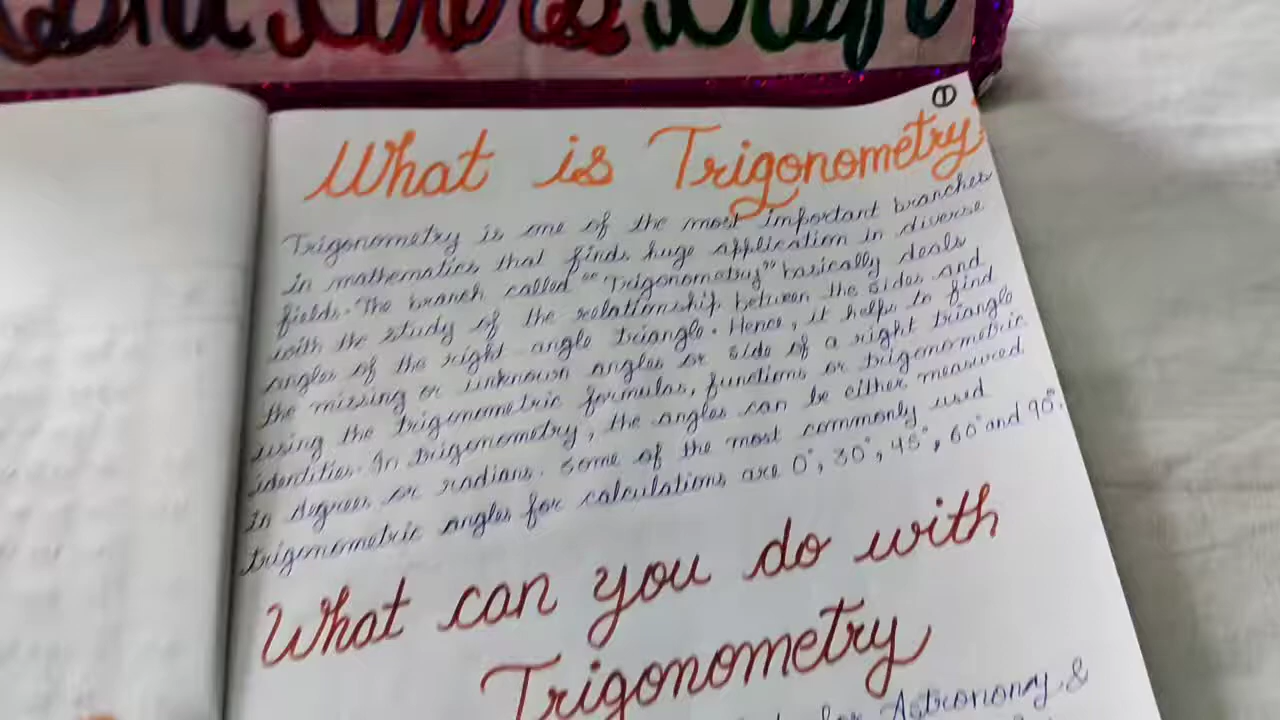 ①
What is Trigonometry
Trigonometry is one of the most important branches
in mathematics that finds huge application in diverse
fields. The branch called "Trigonometry" basically deals
with the study of the relationship between the sides and
angles of the right angle triangle. Hence, it helps to find
the missing or unknown angles or side of a right triangle
using the trigonometric formulas, functions or trigonometric
identities. In trigonometry, the angles can be either measured
in degrees or radians. Some of the most commonly used
trigonometric angles for calculations are 0°, 30°, 45°, 60° and 90°.
What can you do with
Trigonometry
for Astronomy &